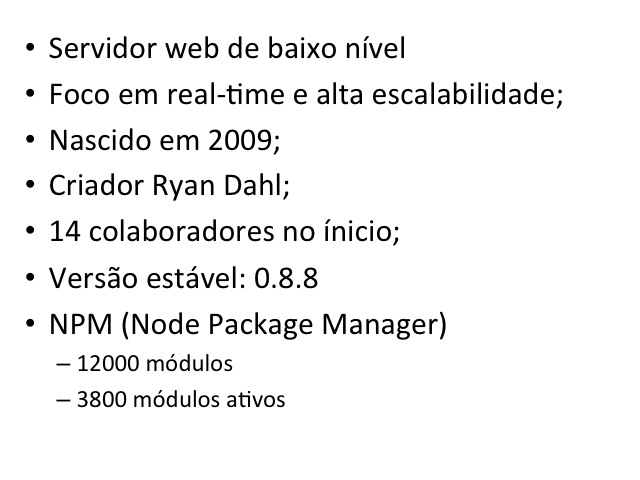 • Servidor web de baixo nível
• Foco em real-time e alta escalabilidade;
• Nascido em 2009;
• Criador Ryan Dahl;
• 14 colaboradores no ínicio;
• Versão estável: 0.8.8
• NPM (Node Package Manager)
– 12000 módulos
– 3800 módulos ativos